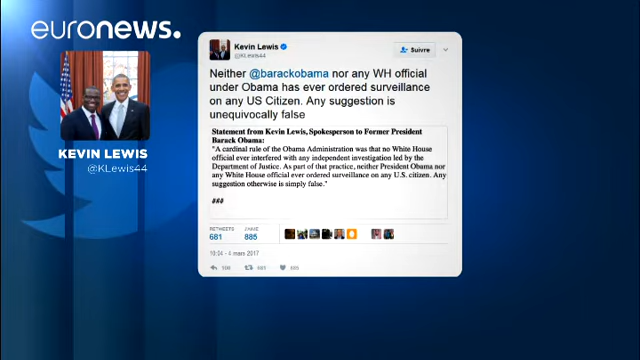 euronews.
Kevin Lewis
@KLewis44
Suivre
Neither @barackobama nor any WH official
under Obama has ever ordered surveillance
on any US Citizen. Any suggestion is
unequivocally false
Statement from Kevin Lewis, Spokesperson to Former President
Barack Obama:
"A cardinal rule of the Obama Administration was that no White House
official ever interfered with any independent investigation led by the
Department of Justice. As part of that practice, neither President Obama nor
any White House official ever ordered surveillance on any U.S. citizen. Any
suggestion otherwise is simply false."
###
RETWEETS J'AIME
681 885
4 mars 2017
KEVIN LEWIS
@KLewis44